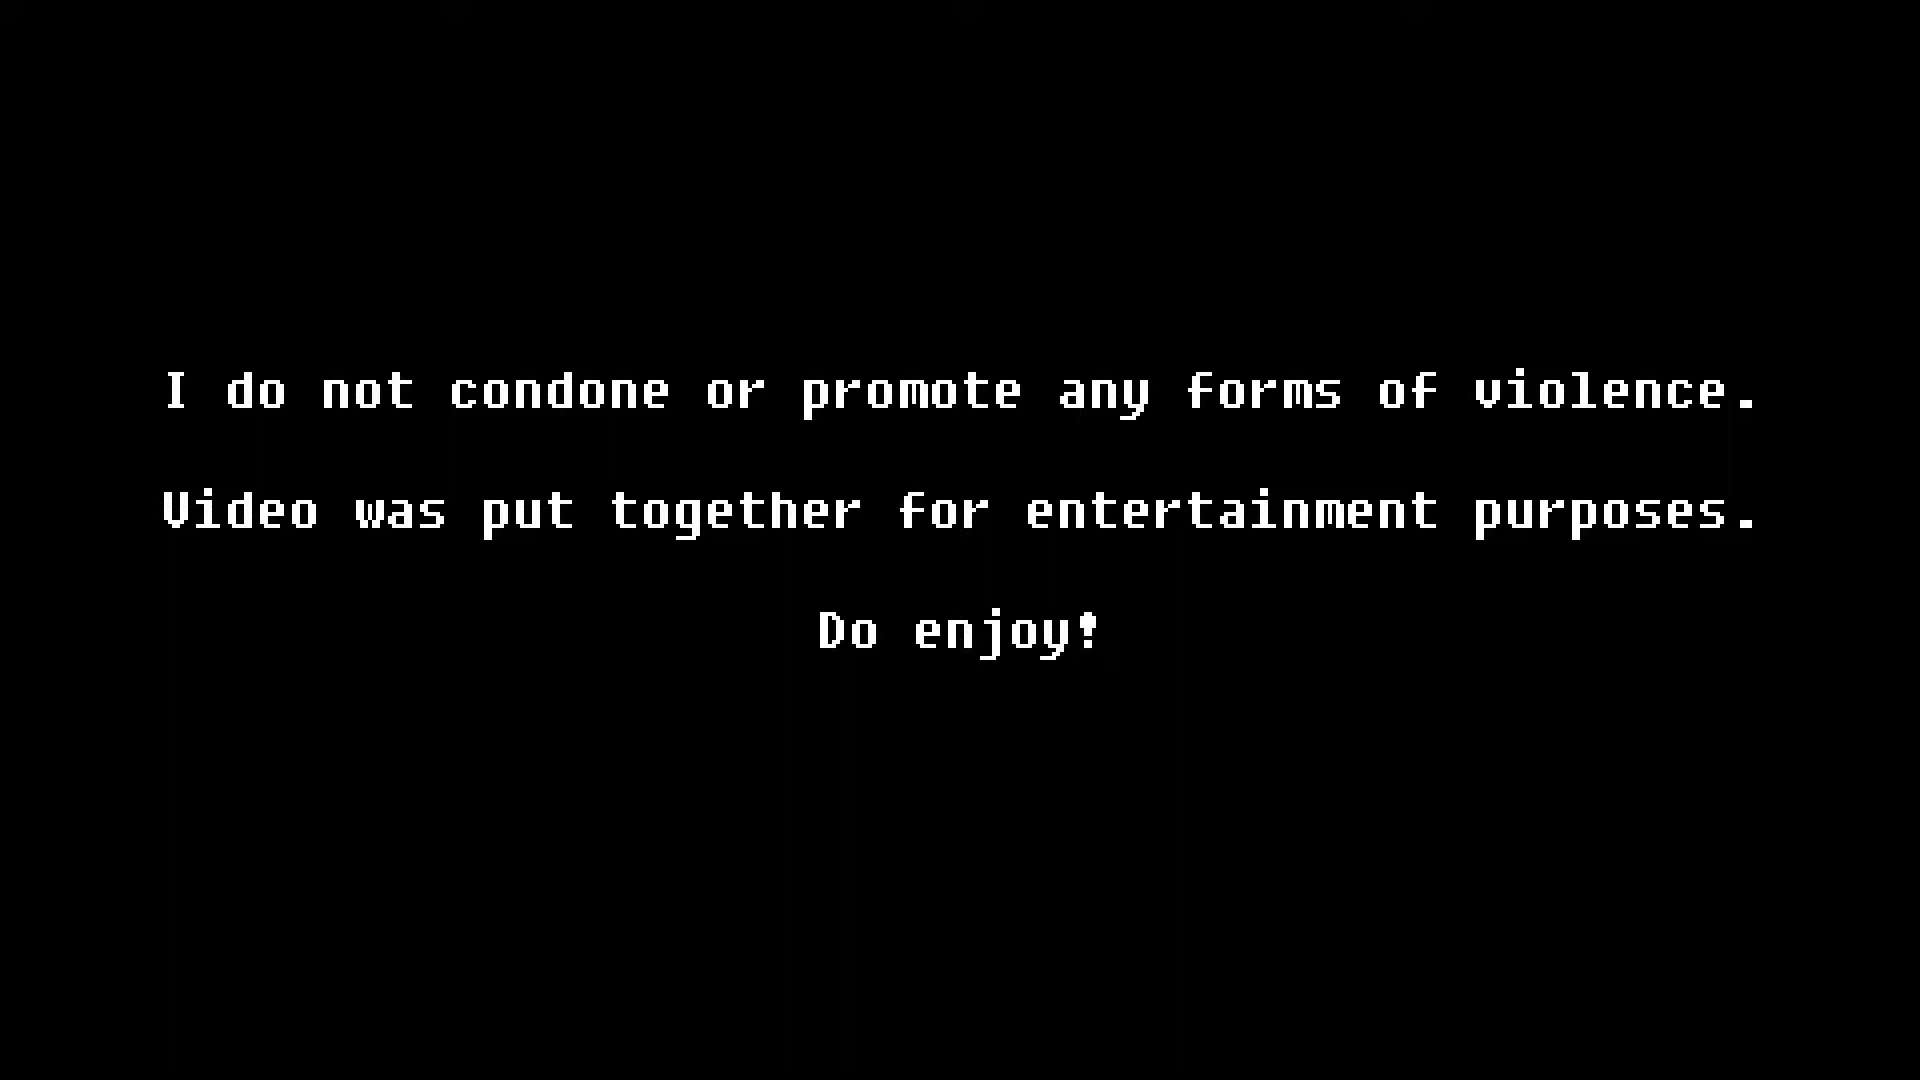 I do not condone or promote any forms of violence.
Video was put together for entertainment purposes.
Do enjoy!